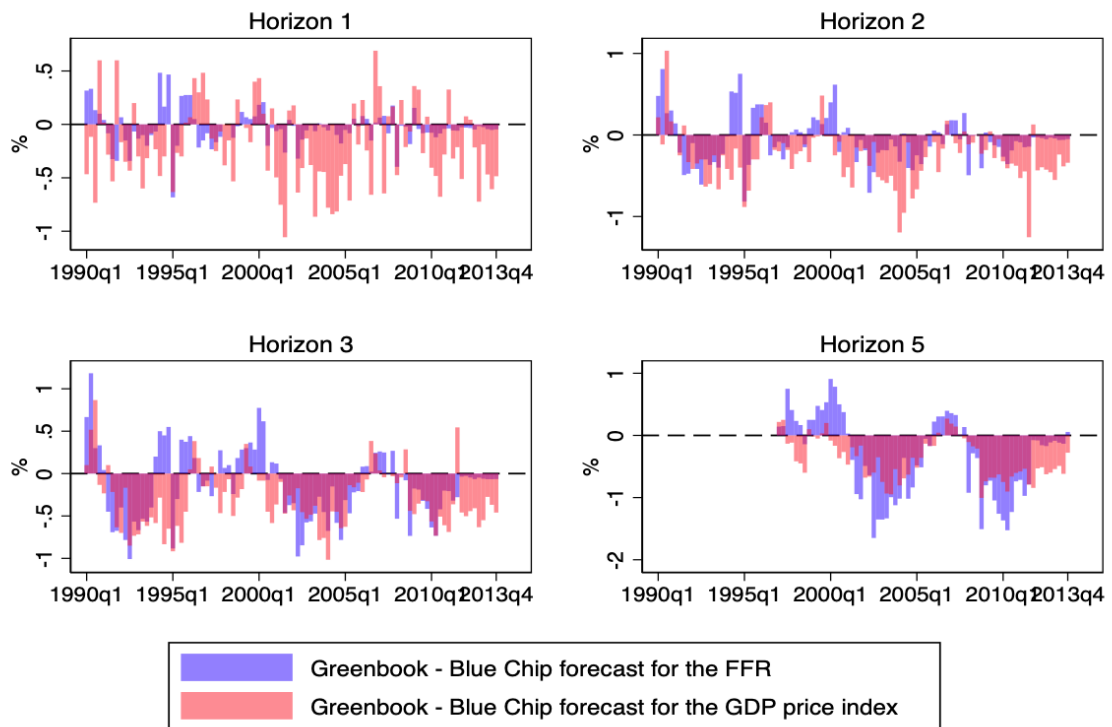 Horizon 1
.5
0
-.5
-1
%
1990q1 1995q1 2000q1 2005q1 2010q1 2013q4
Horizon 2
1
0
-1
%
1990q1 1995q1 2000q1 2005q1 2010q1 2013q4
Horizon 3
1
.5
0
-.5
-1
%
1990q1 1995q1 2000q1 2005q1 2010q1 2013q4
Horizon 5
1
0
-1
-2
%
1990q1 1995q1 2000q1 2005q1 2010q1 2013q4
Greenbook - Blue Chip forecast for the FFR
Greenbook - Blue Chip forecast for the GDP price index